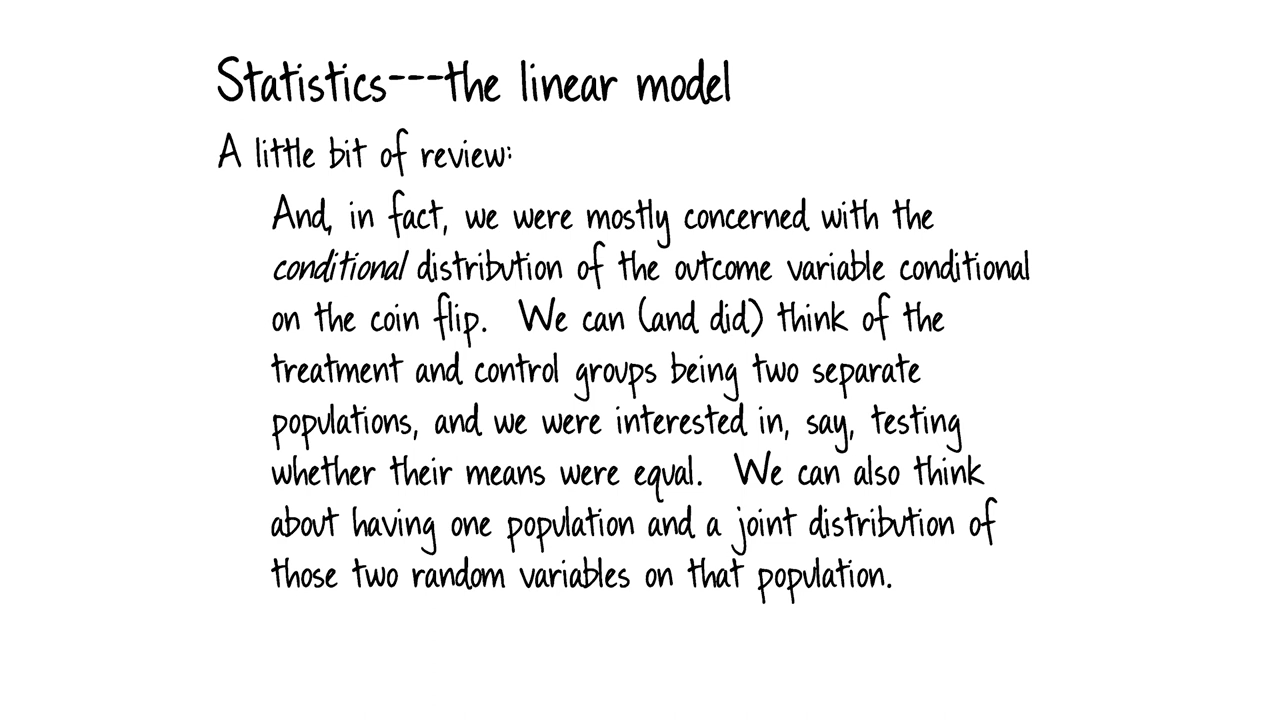 Statistics---the linear model
A little bit of review:
And, in fact, we were mostly concerned with the
conditional distribution of the outcome variable conditional
on the coin flip. We can (and did) think of the
treatment and control groups being two separate
populations, and we were interested in, say, testing
whether their means were equal. We can also think
about having one population and a joint distribution of
those two random variables on that population.